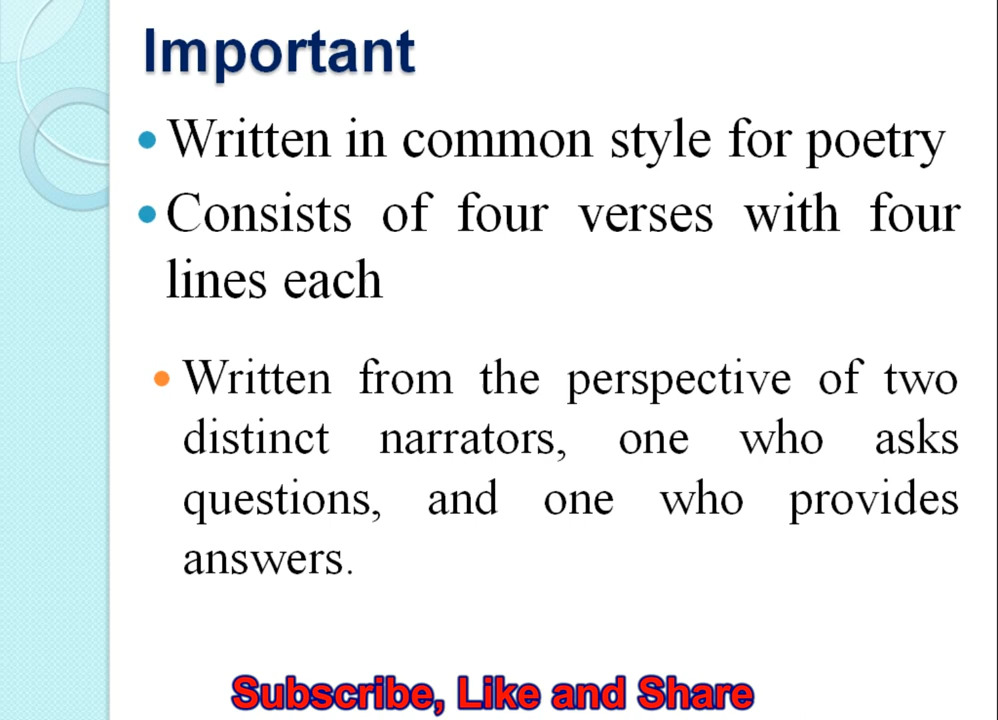 Important
• Written in common style for poetry
• Consists of four verses with four
lines each
• Written from the perspective of two
distinct narrators, one who asks
questions, and one who provides
answers.
Subscribe, Like and Share